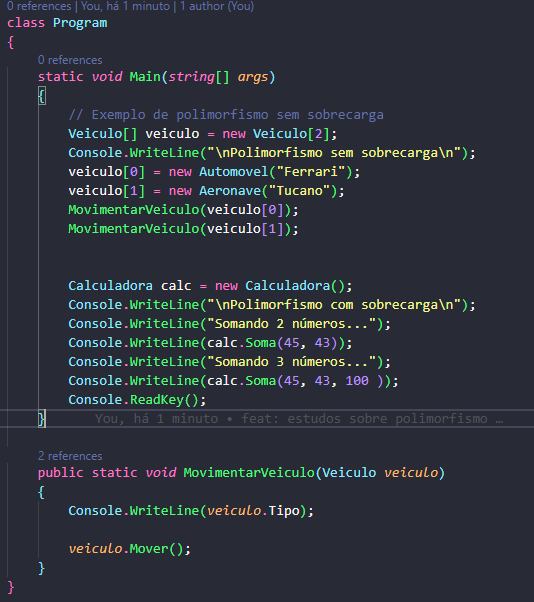 0 references | You, há 1 minuto | 1 author (You)
class Program
{
0 references
static void Main(string[] args)
{
// Exemplo de polimorfismo sem sobrecarga
Veiculo[] veiculo = new Veiculo[2];
Console.WriteLine("\nPolimorfismo sem sobrecarga\n");
veiculo[0] = new Automovel("Ferrari");
veiculo[1] = new Aeronave("Tucano");
MovimentarVeiculo(veiculo[0]);
MovimentarVeiculo(veiculo[1]);
Calculadora calc = new Calculadora();
Console.WriteLine("\nPolimorfismo com sobrecarga\n");
Console.WriteLine("Somando 2 números...");
Console.WriteLine(calc.Soma(45, 43));
Console.WriteLine("Somando 3 números...");
Console.WriteLine(calc.Soma(45, 43, 100 ));
Console.ReadKey();
} You, há 1 minuto • feat: estudos sobre polimorfismo …
2 references
public static void MovimentarVeiculo(Veiculo veiculo)
{
Console.WriteLine(veiculo.Tipo);
veiculo.Mover();
}
}